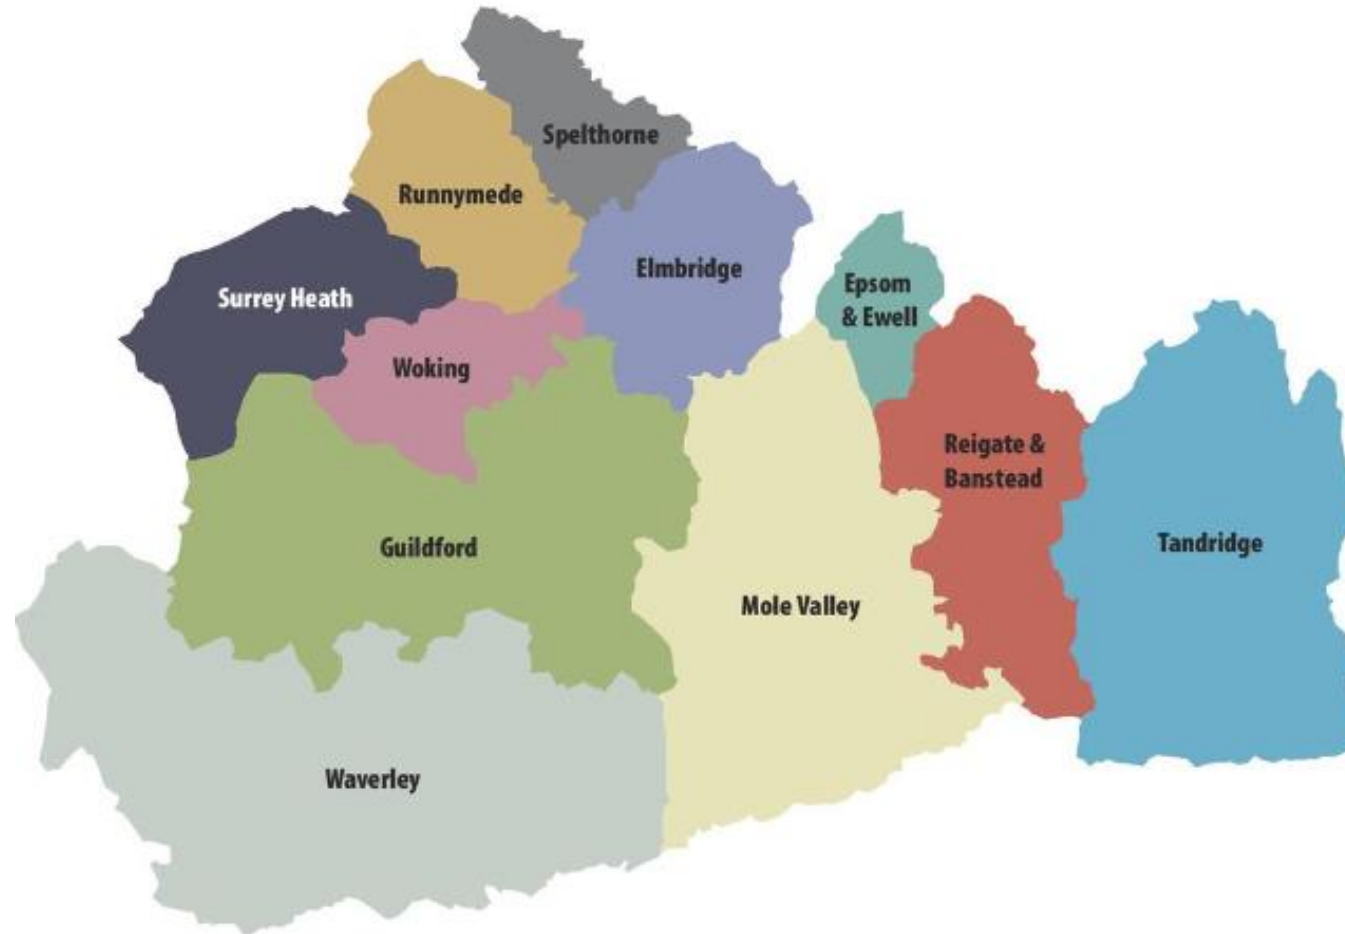 Spelthorne
Runnymede
Elmbridge
Surrey Heath
Epsom
& Ewell
Woking
Reigate &
Banstead
Guildford
Tandridge
Mole Valley
Waverley